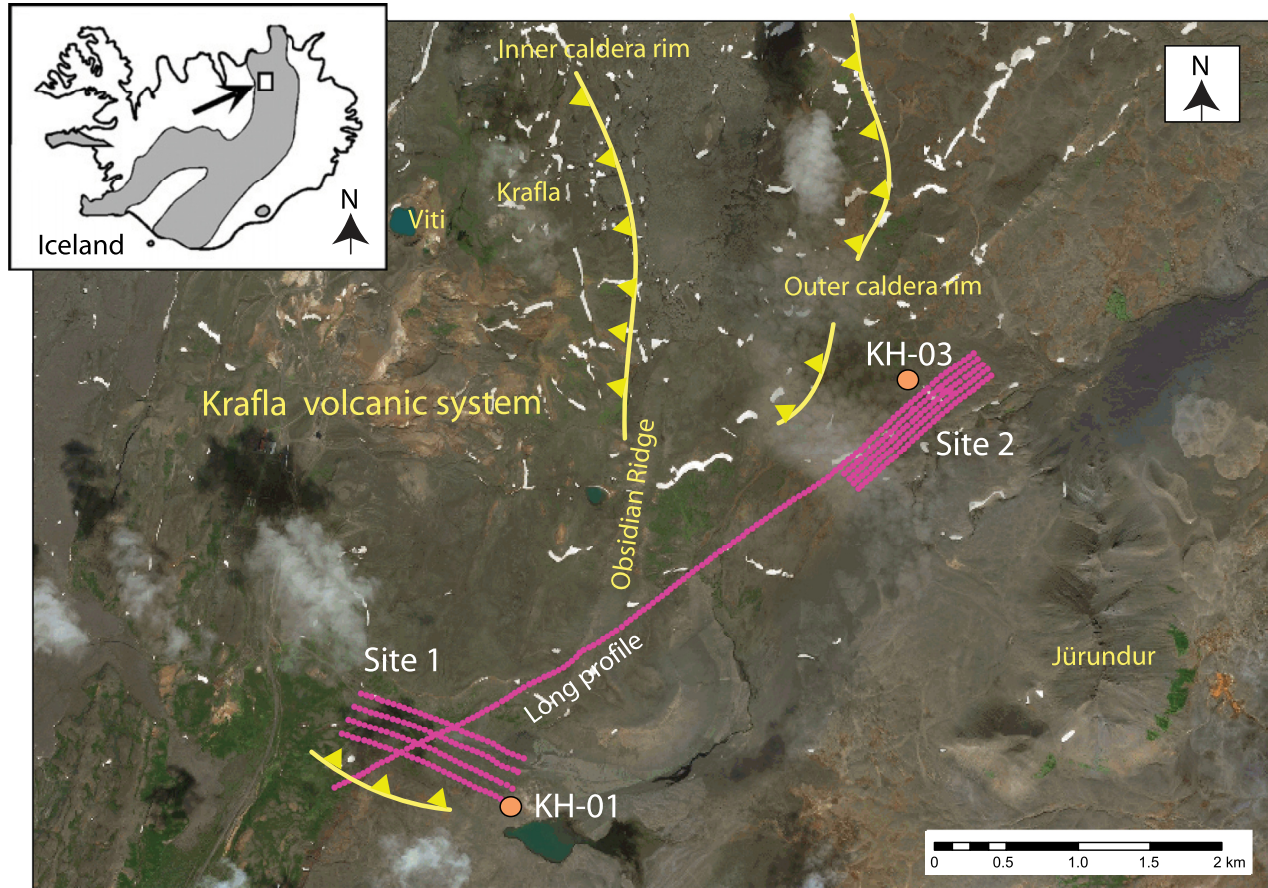 Inner caldera rim
N
Krafla
Viti
N
Iceland
Outer caldera rim
KH-03
Krafla volcanic system
Site 2
Obsidian Ridge
Long profile
Site 1
Jürundur
KH-01
0 0.5 1.0 1.5 2 km